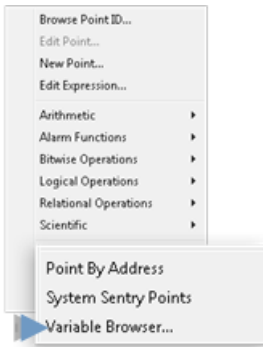 Browse Point ID...
Edit Point...
New Point...
Edit Expression...
Arithmetic
Alarm Functions
Bitwise Operations
Logical Operations
Relational Operations
Scientific
Point By Address
System Sentry Points
Variable Browser...